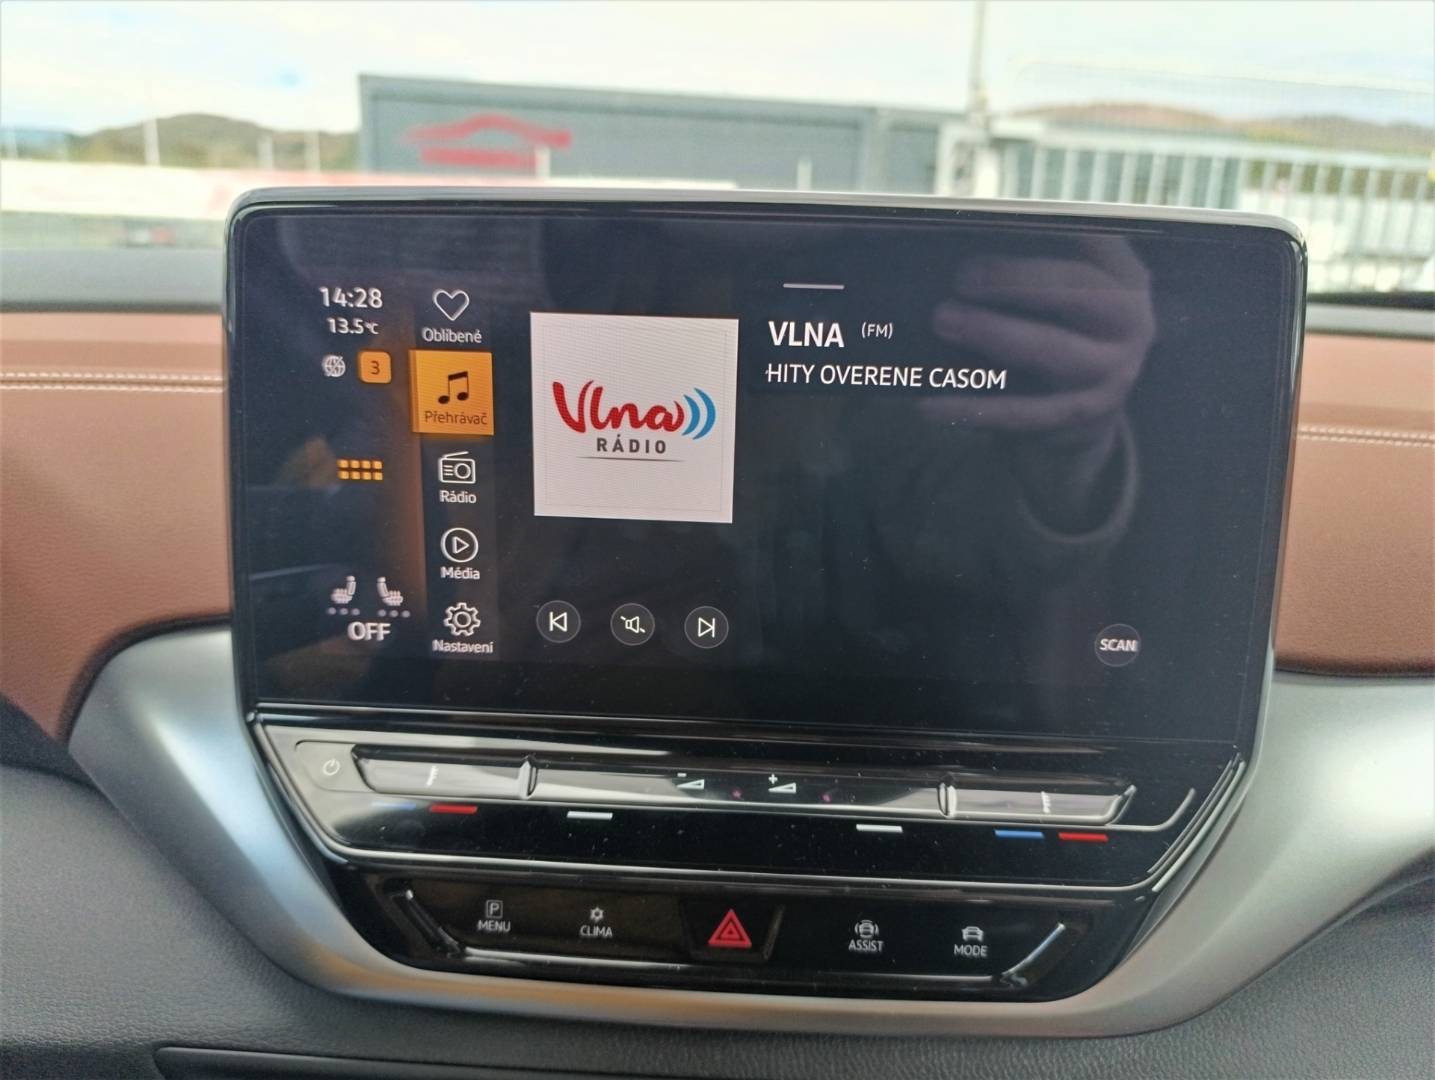 14:28
13.5°C
3
Oblíbené
Přehrávač
Rádio
Média
Nastavení
OFF
Vlna
RÁDIO
VLNA (FM)
HITY OVERENE CASOM
SCAN
- +
P
MENU
CLIMA
ASSIST
MODE